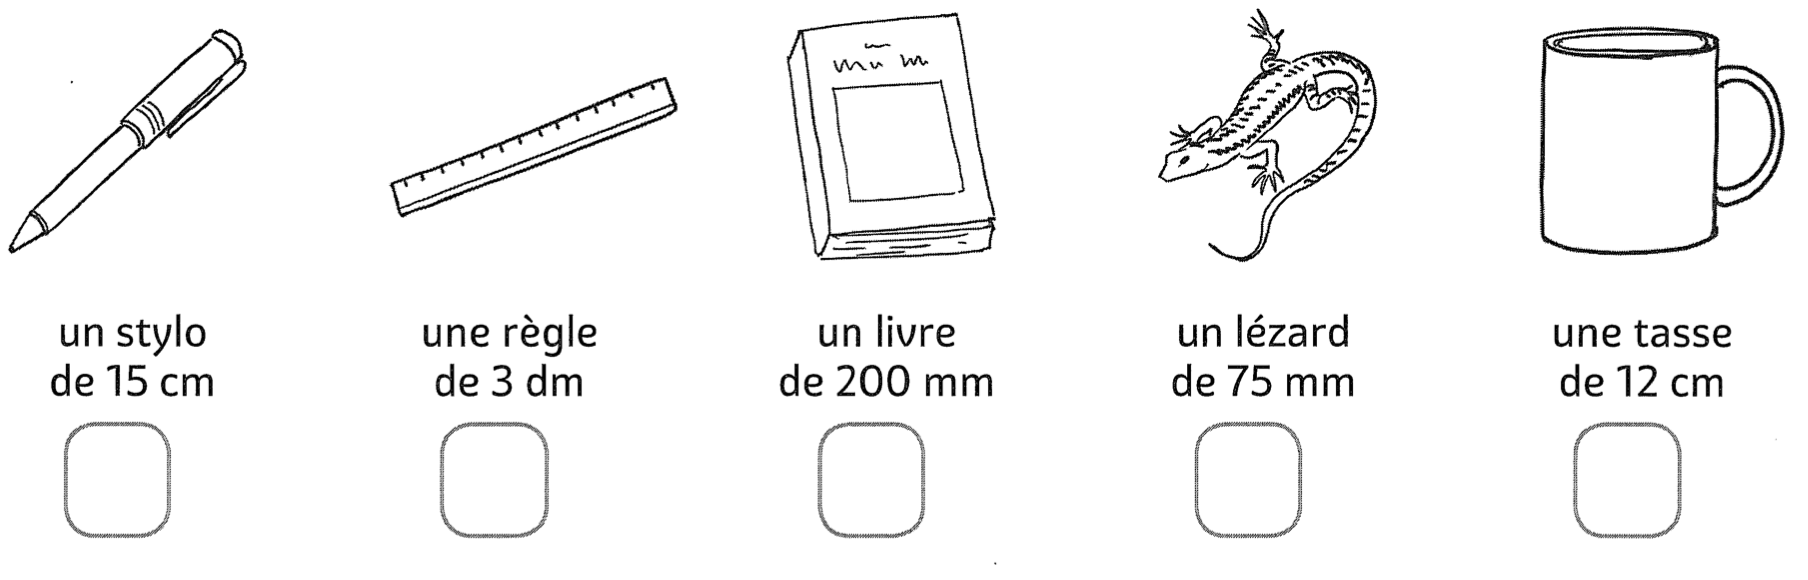 un stylo
de 15 cm
une règle
de 3 dm
un livre
de 200 mm
un lézard
de 75 mm
une tasse
de 12 cm